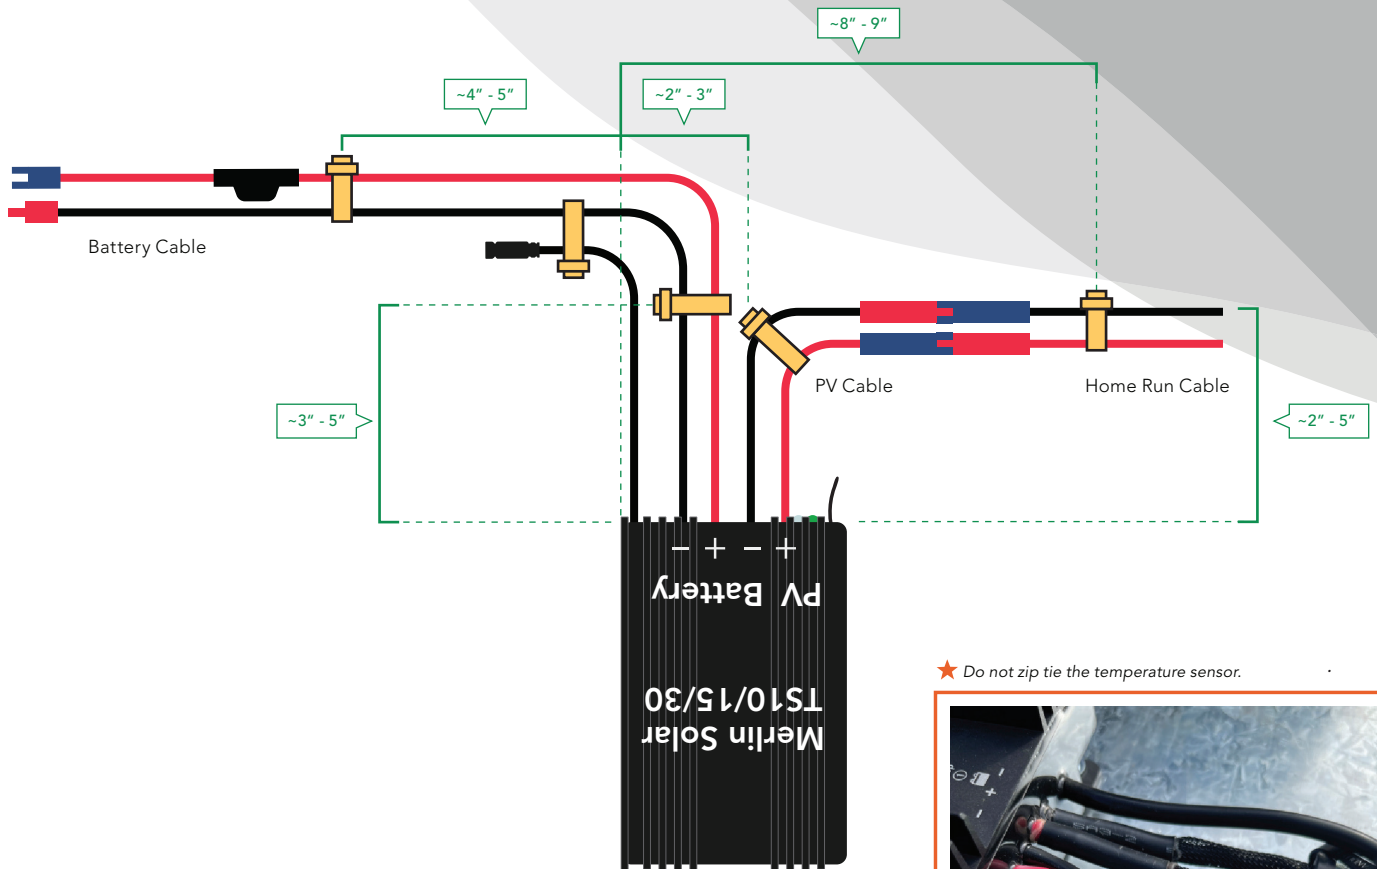 ~8" - 9"
~4" - 5"
~2" - 3"
Battery Cable
PV Cable
Home Run Cable
~3" - 5"
~2" - 5"
− + − +
PV Battery
Merlin Solar
TS10/15/30
Do not zip tie the temperature sensor.